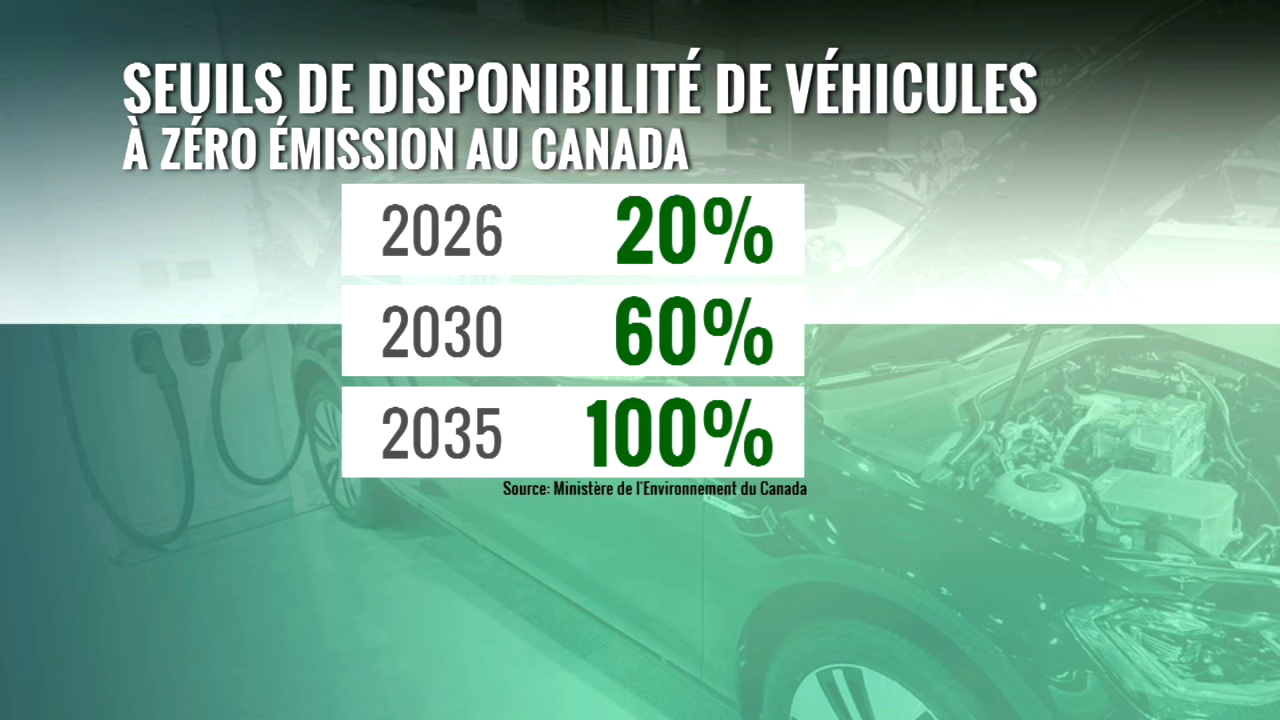 SEUILS DE DISPONIBILITÉ DE VÉHICULES
À ZÉRO ÉMISSION AU CANADA
2026 20%
2030 60%
2035 100%
Source: Ministère de l'Environnement du Canada